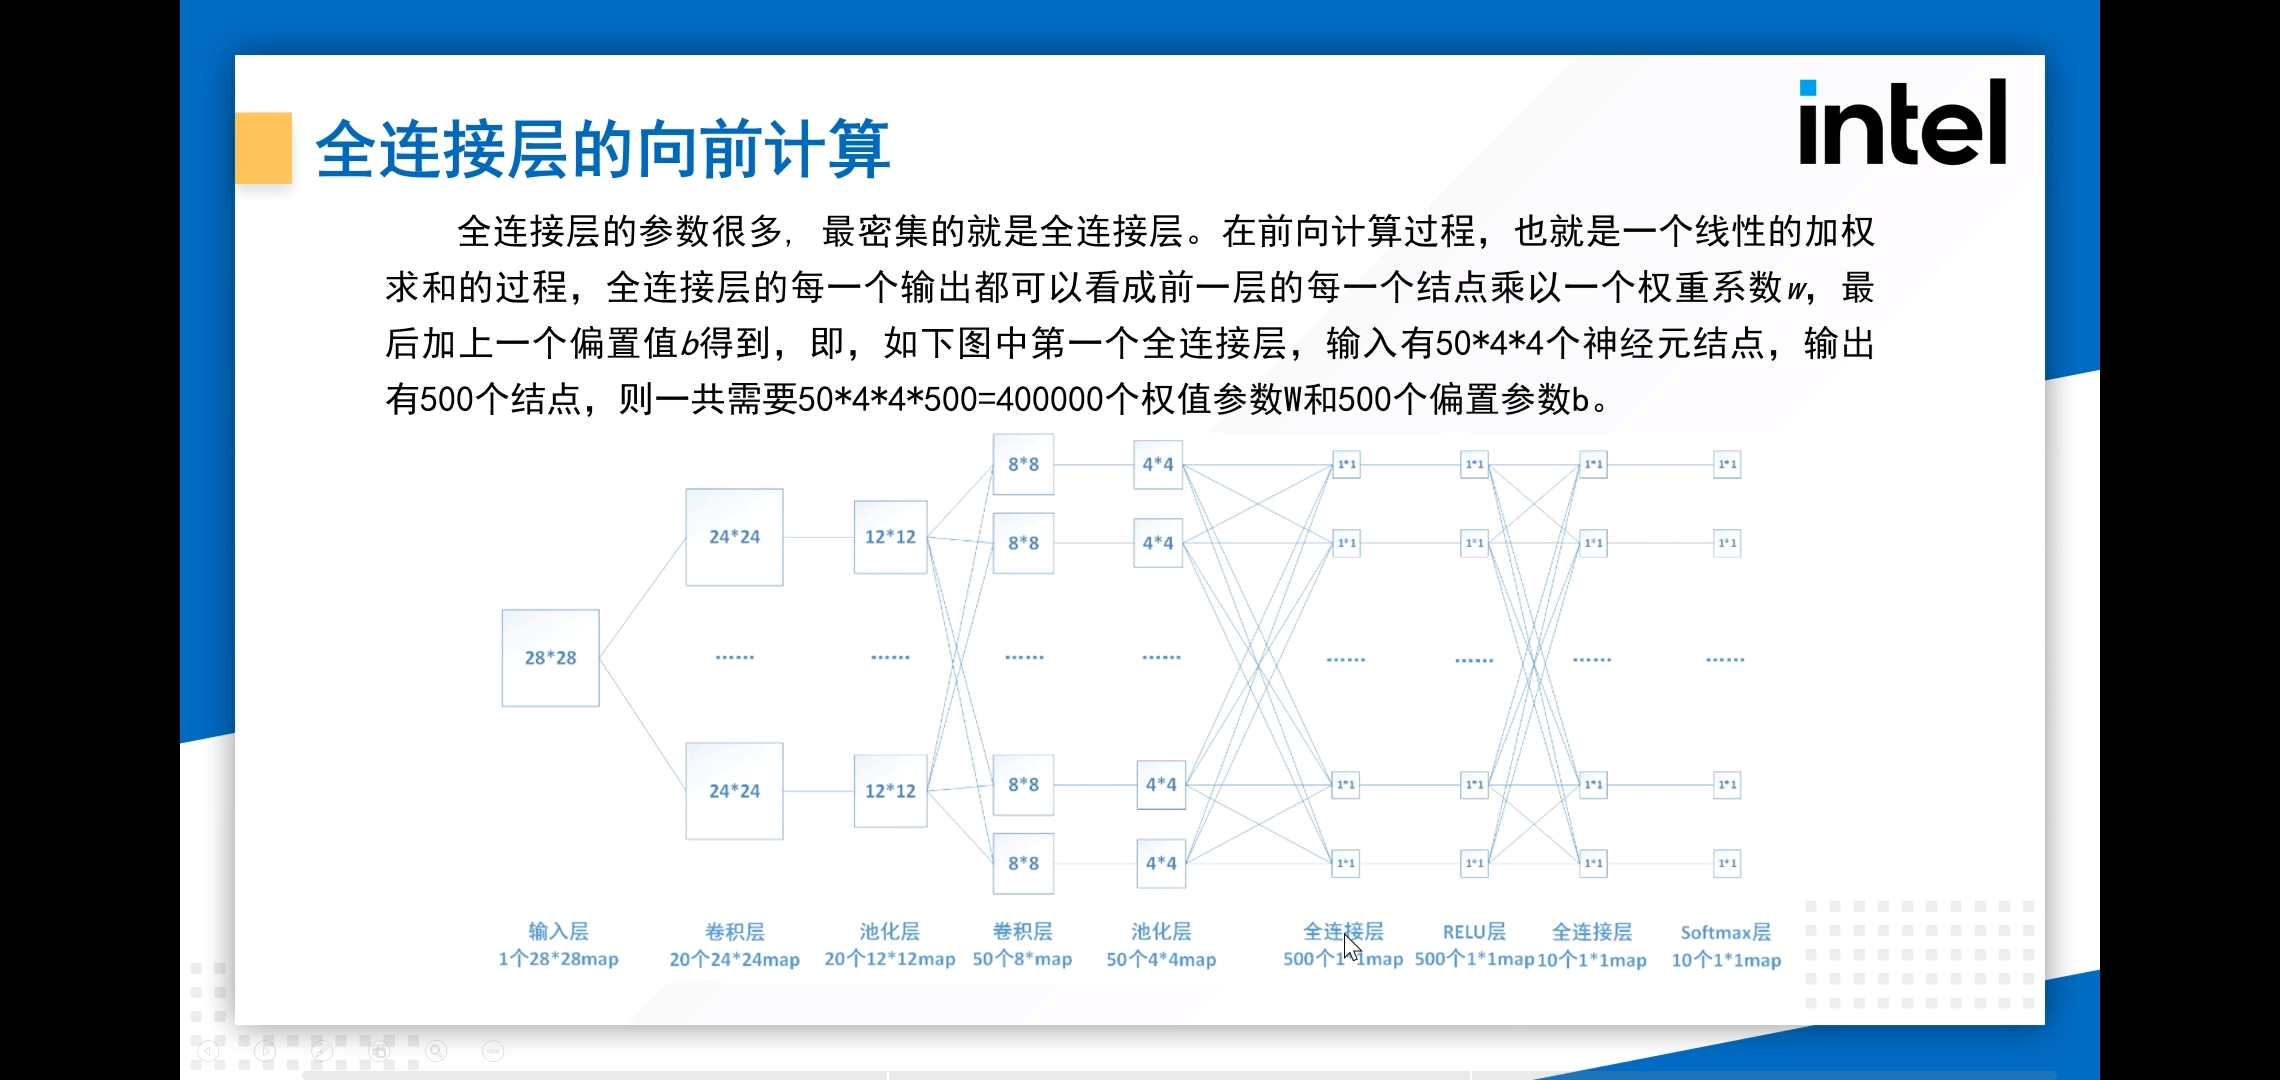 全连接层的向前计算
intel
全连接层的参数很多, 最密集的就是全连接层。在前向计算过程，也就是一个线性的加权
求和的过程，全连接层的每一个输出都可以看成前一层的每一个结点乘以一个权重系数w，最
后加上一个偏置值b得到，即，如下图中第一个全连接层，输入有50*4*4个神经元结点，输出
有500个结点，则一共需要50*4*4*500=400000个权值参数W和500个偏置参数b。
8*8 4*4 1*1 1*1 1*1 1*1
24*24 12*12 8*8 4*4 1*1 1*1 1*1 1*1
28*28 ...... ...... ...... ...... ...... ...... ...... ......
24*24 12*12 8*8 4*4 1*1 1*1 1*1 1*1
8*8 4*4 1*1 1*1 1*1 1*1
输入层 卷积层 池化层 卷积层 池化层 全连接层 RELU层 全连接层 Softmax层
1个28*28map 20个24*24map 20个12*12map 50个8*map 50个4*4map 500个1*1map 500个1*1map 10个1*1map 10个1*1map